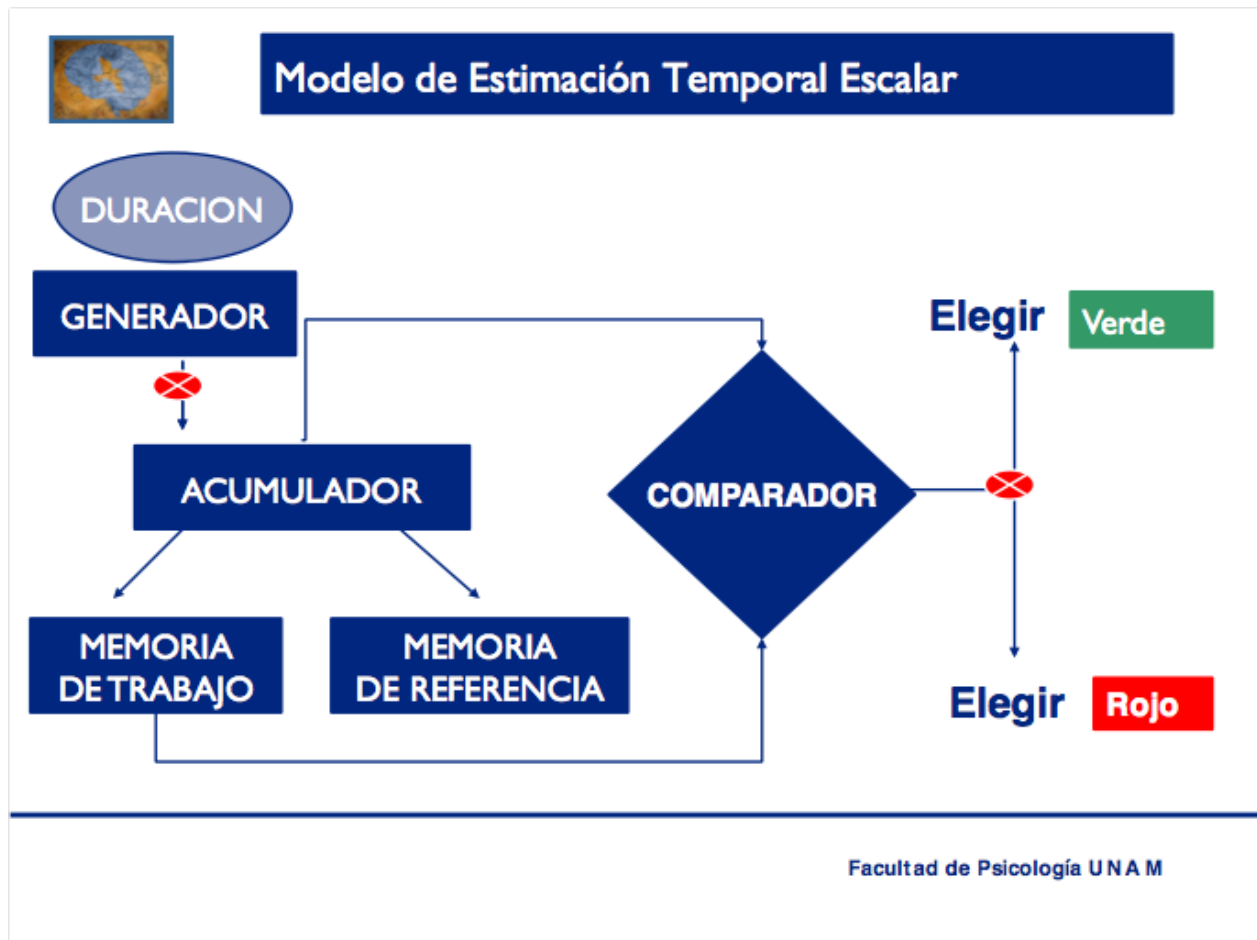 Modelo de Estimación Temporal Escalar
DURACION
GENERADOR
Elegir Verde
ACUMULADOR
COMPARADOR
MEMORIA
DE TRABAJO
MEMORIA
DE REFERENCIA
Elegir Rojo
Facultad de Psicología U N A M